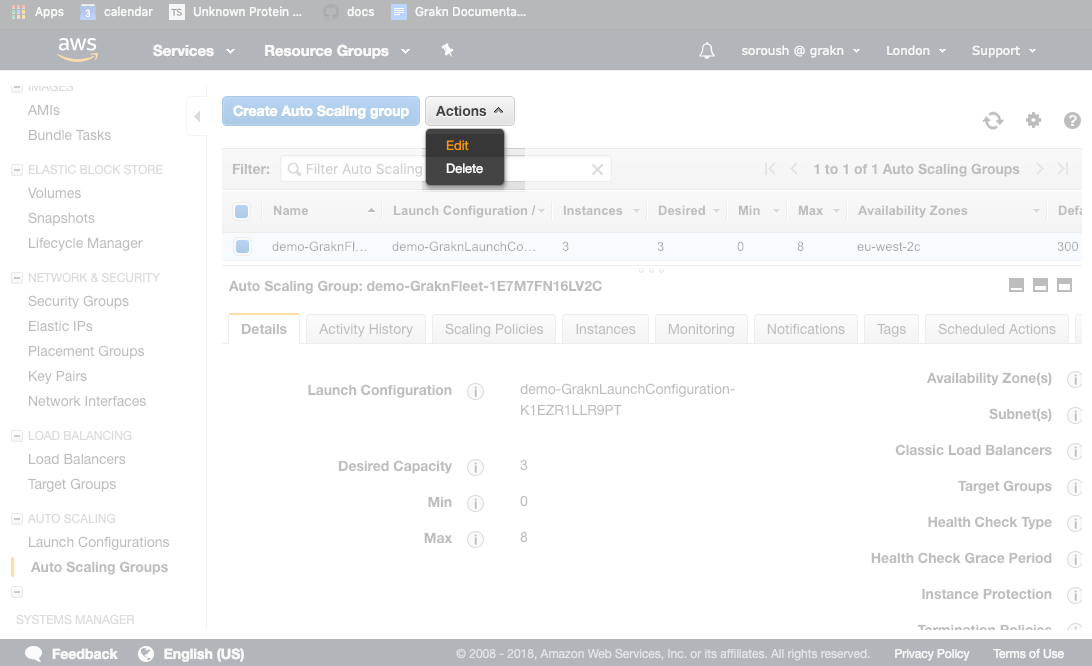 Apps 3 calendar TS Unknown Protein ... docs Grakn Documenta...
aws Services Resource Groups soroush @ grakn London Support
IMAGES
AMIs
Bundle Tasks
ELASTIC BLOCK STORE
Volumes
Snapshots
Lifecycle Manager
NETWORK & SECURITY
Security Groups
Elastic IPs
Placement Groups
Key Pairs
Network Interfaces
LOAD BALANCING
Load Balancers
Target Groups
AUTO SCALING
Launch Configurations
Auto Scaling Groups
SYSTEMS MANAGER
Create Auto Scaling group Actions
Edit
Delete
Filter: Filter Auto Scaling 1 to 1 of 1 Auto Scaling Groups
Name Launch Configuration / Instances Desired Min Max Availability Zones Defa
demo-GraknFl... demo-GraknLaunchCo... 3 3 0 8 eu-west-2c 300
Auto Scaling Group: demo-GraknFleet-1E7M7FN16LV2C
Details Activity History Scaling Policies Instances Monitoring Notifications Tags Scheduled Actions
Launch Configuration demo-GraknLaunchConfiguration-
K1EZR1LLR9PT
Desired Capacity 3
Min 0
Max 8
Availability Zone(s)
Subnet(s)
Classic Load Balancers
Target Groups
Health Check Type
Health Check Grace Period
Instance Protection
Termination Policies
Feedback English (US) © 2008 - 2018, Amazon Web Services, Inc. or its affiliates. All rights reserved. Privacy Policy Terms of Use